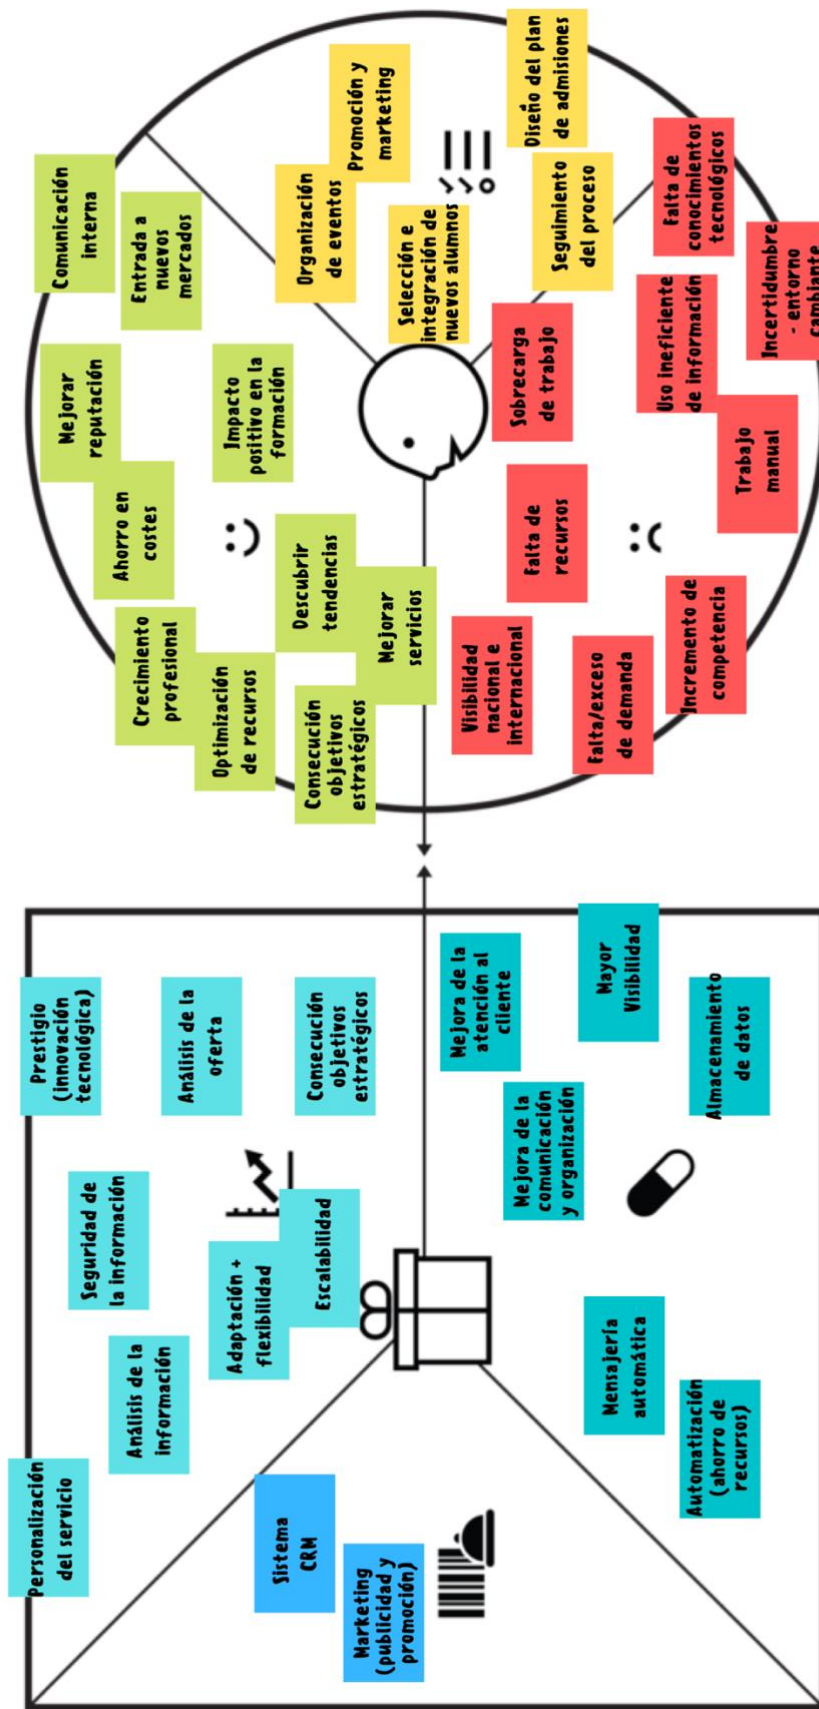 Personalización
del servicio
Análisis de la
información
Seguridad de
la información
Prestigio
(innovación
tecnológica)
Análisis de la
oferta
Adaptación +
flexibilidad
Escalabilidad
Consecución
objetivos
estratégicos
Sistema
CRM
Marketing
(publicidad y
promoción)
Mejora de la
atención al
cliente
Mejora de la
comunicación
y organización
Mayor
Visibilidad
Mensajería
automática
Automatización
(ahorro de
recursos)
Almacenamiento
de datos
Comunicación
interna
Mejorar
reputación
Ahorro en
costes
Entrada a
nuevos
mercados
Crecimiento
profesional
Optimización
de recursos
Impacto
positivo en la
formación
Descubrir
tendencias
Consecución
objetivos
estratégicos
Mejorar
servicios
Organización
de eventos
Promoción y
marketing
Selección e
integración de
nuevos alumnos
Diseño del plan
de admisiones
Seguimiento
del proceso
Visibilidad
nacional e
internacional
Falta de
recursos
Sobrecarga
de trabajo
Falta/exceso
de demanda
Incremento de
competencia
Uso ineficiente
de información
Falta de
conocimientos
tecnológicos
Trabajo
manual
Incertidumbre
- entorno
cambiante